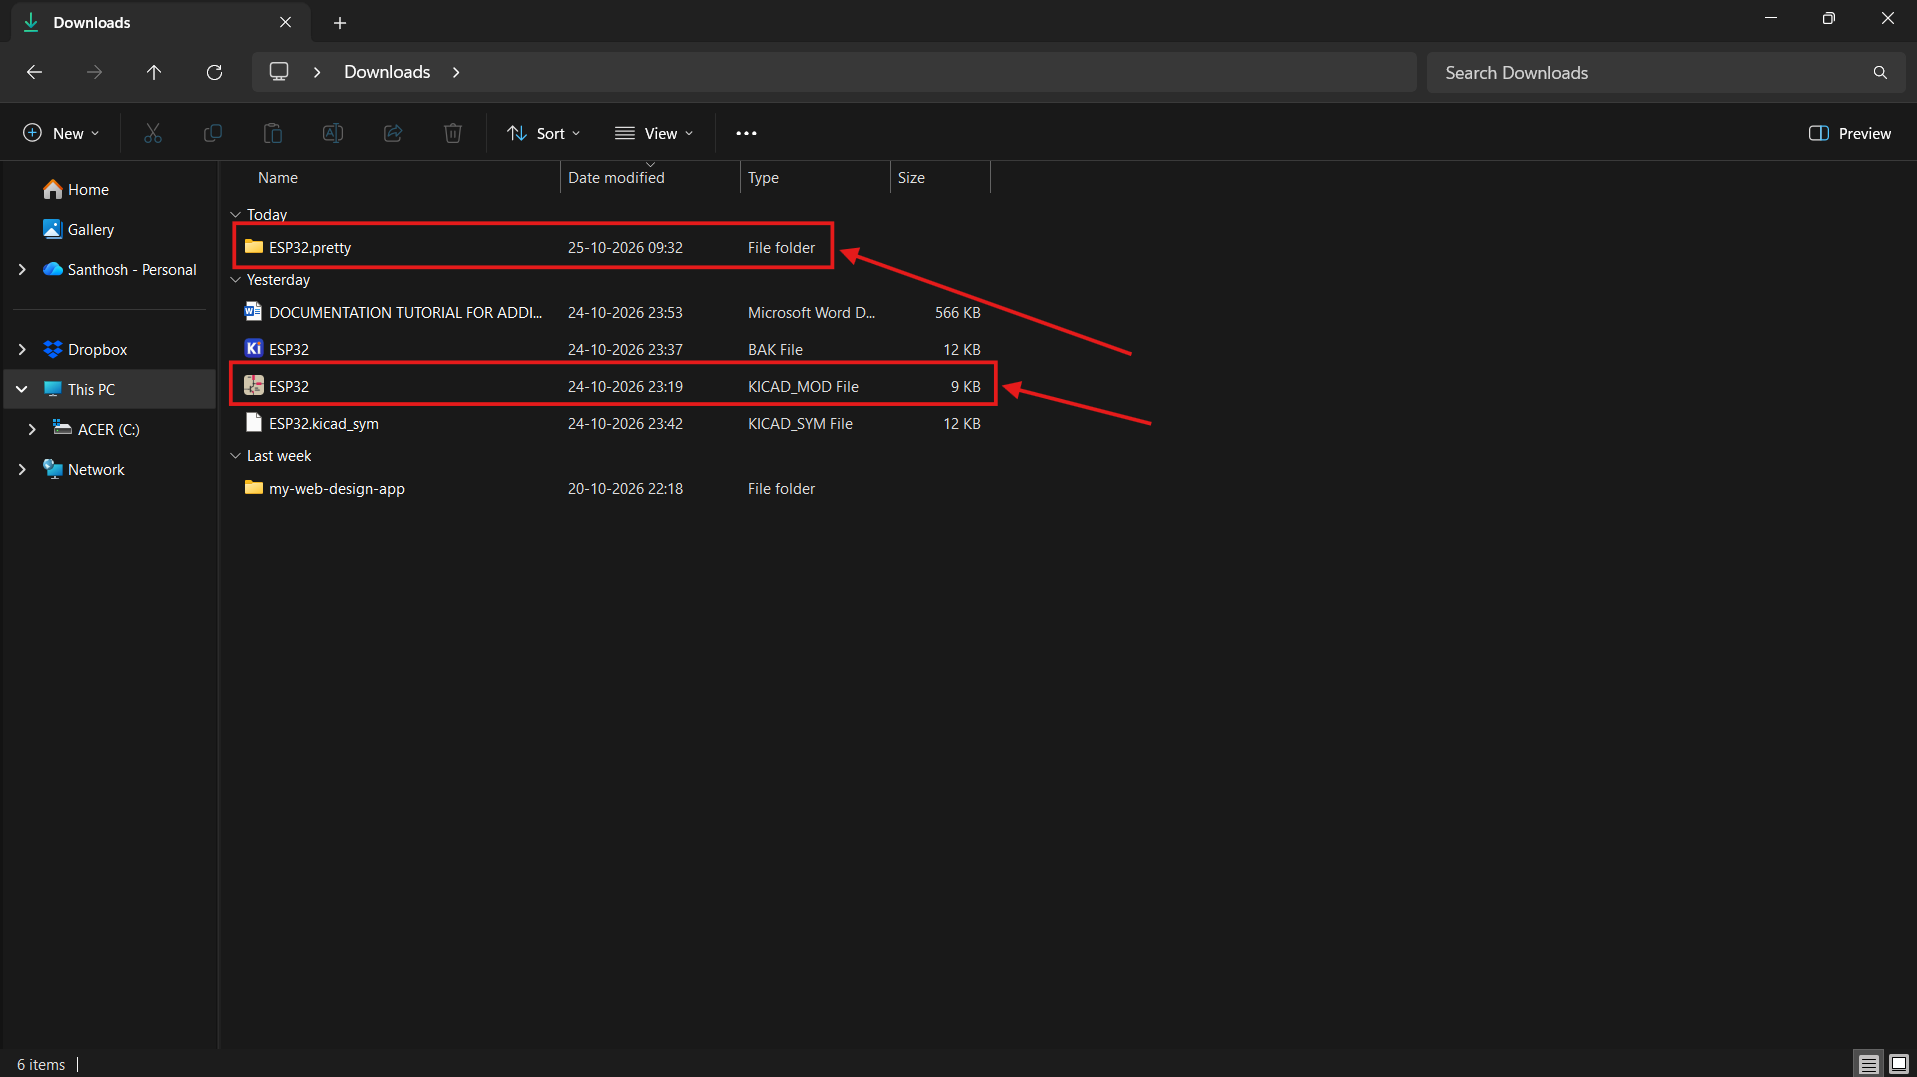 Downloads
Downloads
Search Downloads
New
Sort
View
Preview
Home
Gallery
Santhosh - Personal
Dropbox
This PC
ACER (C:)
Network
Name Date modified Type Size
Today
ESP32.pretty 25-10-2026 09:32 File folder
Yesterday
W DOCUMENTATION TUTORIAL FOR ADDI... 24-10-2026 23:53 Microsoft Word D... 566 KB
Ki ESP32 24-10-2026 23:37 BAK File 12 KB
ESP32 24-10-2026 23:19 KICAD_MOD File 9 KB
ESP32.kicad_sym 24-10-2026 23:42 KICAD_SYM File 12 KB
Last week
my-web-design-app 20-10-2026 22:18 File folder
6 items